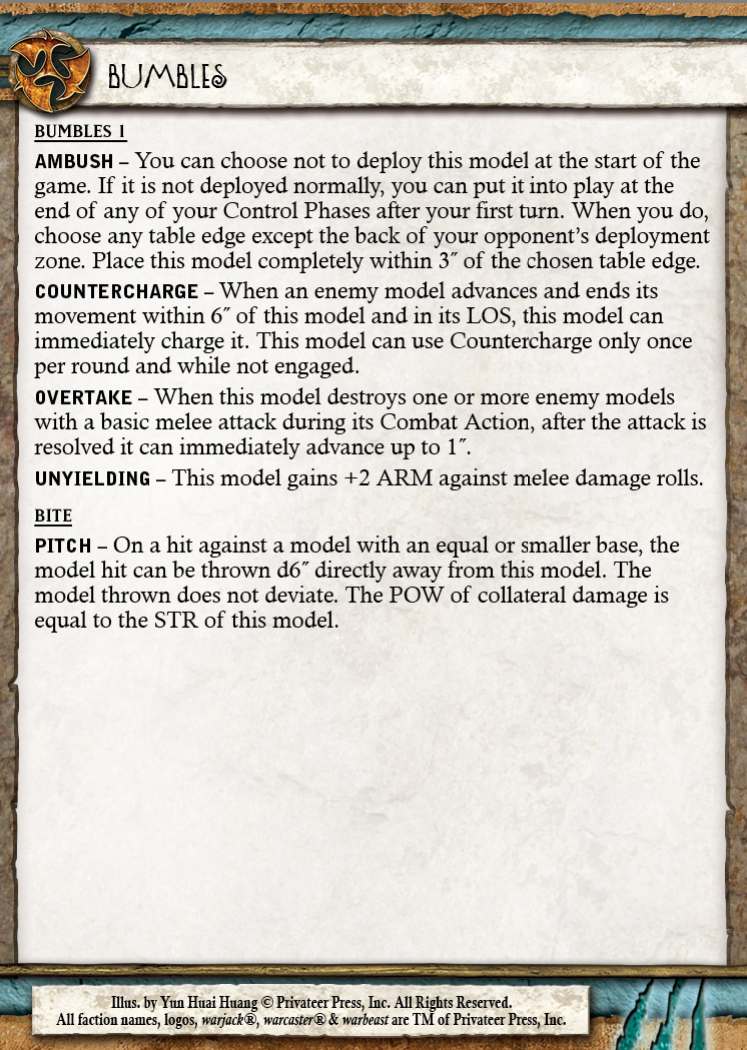 BUMBLES
BUMBLES 1
AMBUSH – You can choose not to deploy this model at the start of the
game. If it is not deployed normally, you can put it into play at the
end of any of your Control Phases after your first turn. When you do,
choose any table edge except the back of your opponent's deployment
zone. Place this model completely within 3˝ of the chosen table edge.
COUNTERCHARGE – When an enemy model advances and ends its
movement within 6˝ of this model and in its LOS, this model can
immediately charge it. This model can use Countercharge only once
per round and while not engaged.
OVERTAKE – When this model destroys one or more enemy models
with a basic melee attack during its Combat Action, after the attack is
resolved it can immediately advance up to 1˝.
UNYIELDING – This model gains +2 ARM against melee damage rolls.
BITE
PITCH – On a hit against a model with an equal or smaller base, the
model hit can be thrown d6˝ directly away from this model. The
model thrown does not deviate. The POW of collateral damage is
equal to the STR of this model.
Illus. by Yun Huai Huang © Privateer Press, Inc. All Rights Reserved.
All faction names, logos, warjack®, warcaster® & warbeast are TM of Privateer Press, Inc.